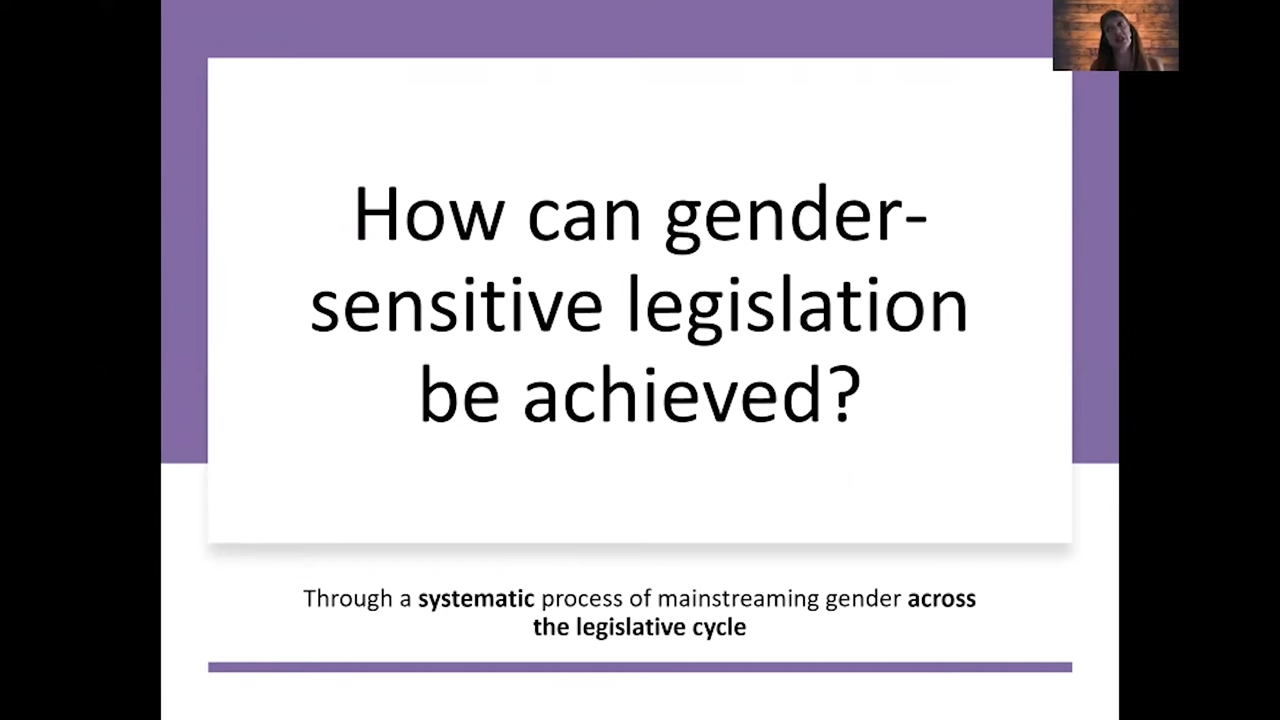 How can gender-
sensitive legislation
be achieved?
Through a systematic process of mainstreaming gender across
the legislative cycle